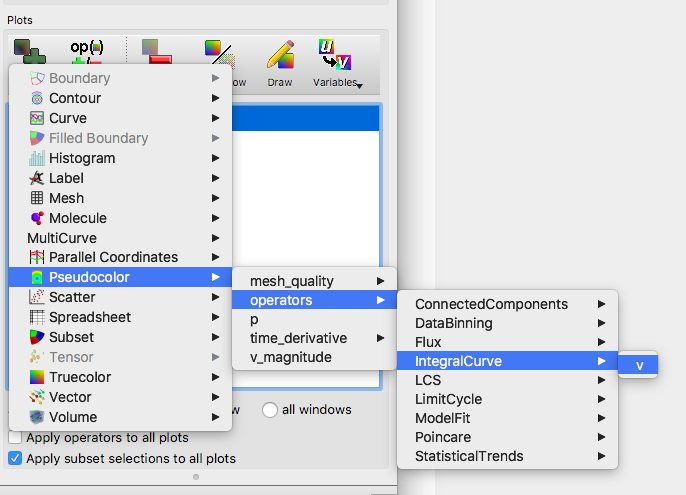 Plots
op(
Draw
Variables
Boundary
Contour
Curve
Filled Boundary
Histogram
Label
Mesh
Molecule
MultiCurve
Parallel Coordinates
Pseudocolor
Scatter
Spreadsheet
Subset
Tensor
Truecolor
Vector
Volume
mesh_quality
operators
p
time_derivative
v_magnitude
ConnectedComponents
DataBinning
Flux
IntegralCurve
LCS
LimitCycle
ModelFit
Poincare
StatisticalTrends
v
all windows
Apply operators to all plots
Apply subset selections to all plots